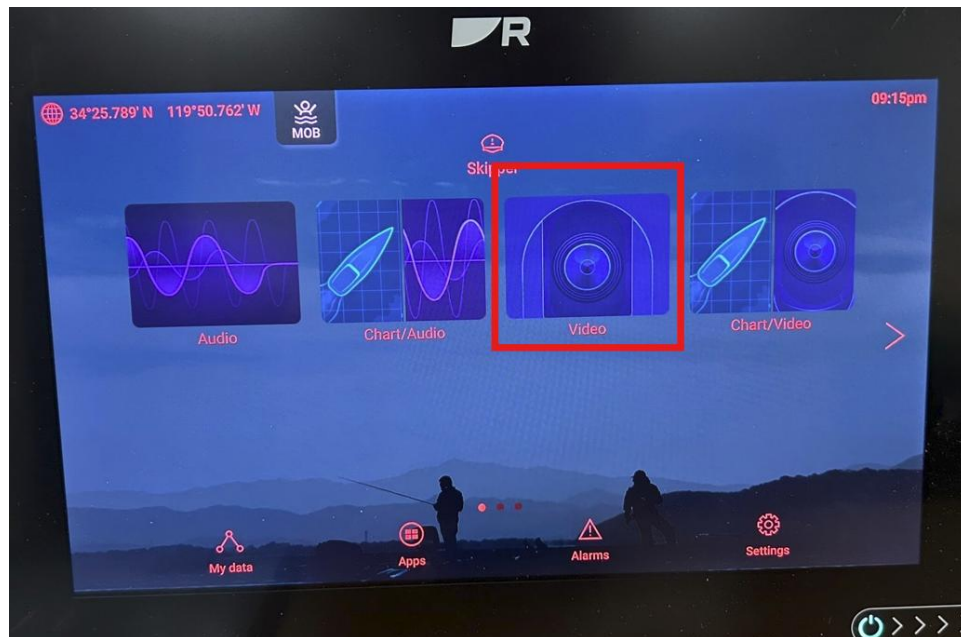 R
34°25.789' N 119°50.762' W
MOB
09:15pm
Skipper
Audio
Chart/Audio
Video
Chart/Video
My data
Apps
Alarms
Settings